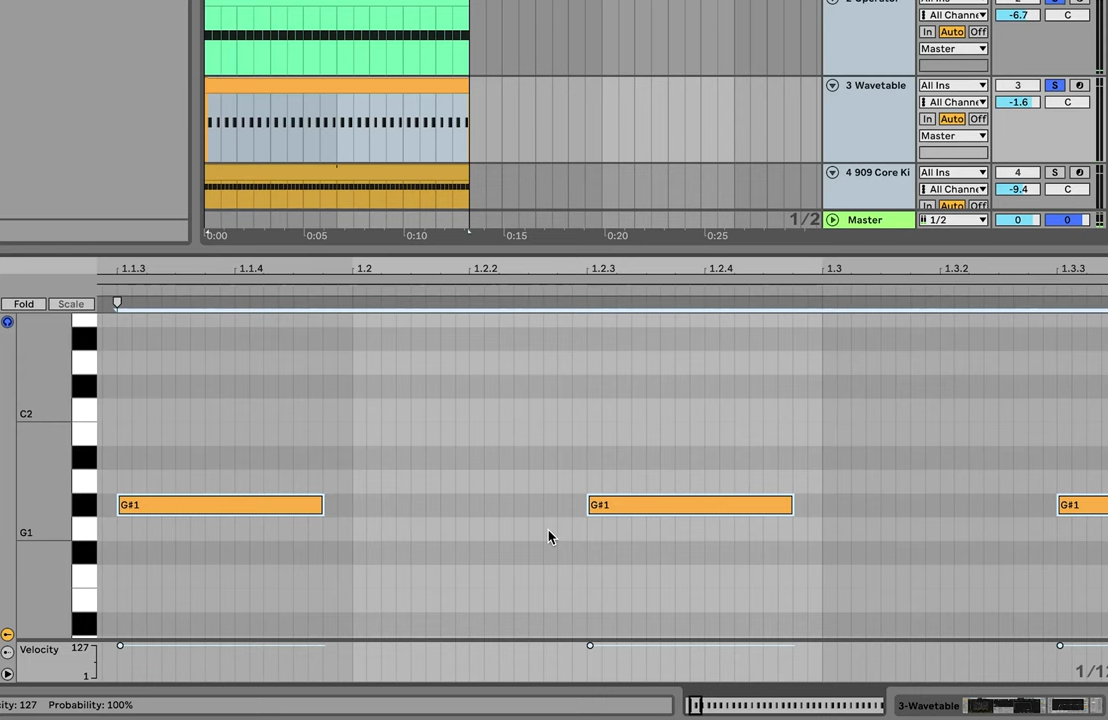 2 Operator
All Channe
-6.7
C
In
Auto
Off
Master
3 Wavetable
All Ins
3
S
All Channe
-1.6
C
In
Auto
Off
Master
4 909 Core Ki
All Ins
4
S
All Channe
-9.4
C
In
Auto
Off
1/2
Master
1/2
0
0
0:00
0:05
0:10
0:15
0:20
0:25
1.1.3
1.1.4
1.2
1.2.2
1.2.3
1.2.4
1.3
1.3.2
1.3.3
Fold
Scale
C2
G#1
G#1
G#1
G1
Velocity
127
1
1/12
city: 127 Probability: 100%
3-Wavetable